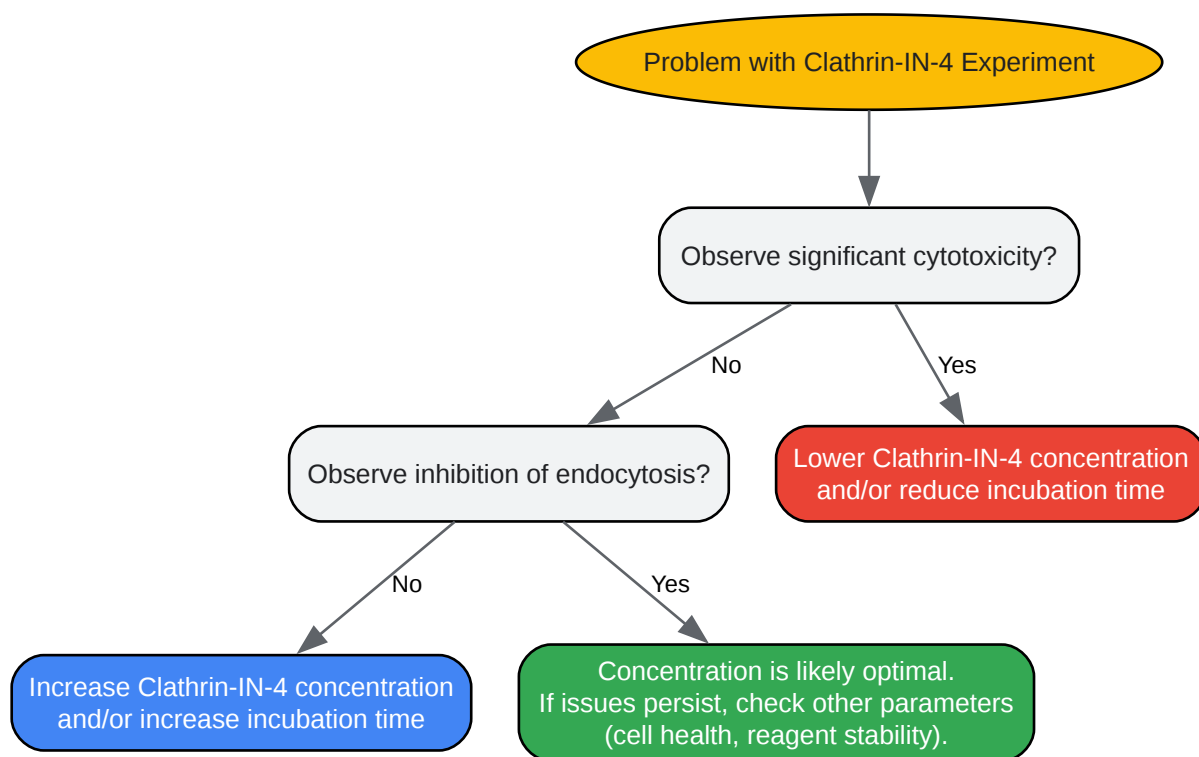 Problem with Clathrin-IN-4 Experiment
Observe significant cytotoxicity?
No
Yes
Observe inhibition of endocytosis?
Lower Clathrin-IN-4 concentration
and/or reduce incubation time
No
Yes
Increase Clathrin-IN-4 concentration
and/or increase incubation time
Concentration is likely optimal.
If issues persist, check other parameters
(cell health, reagent stability).